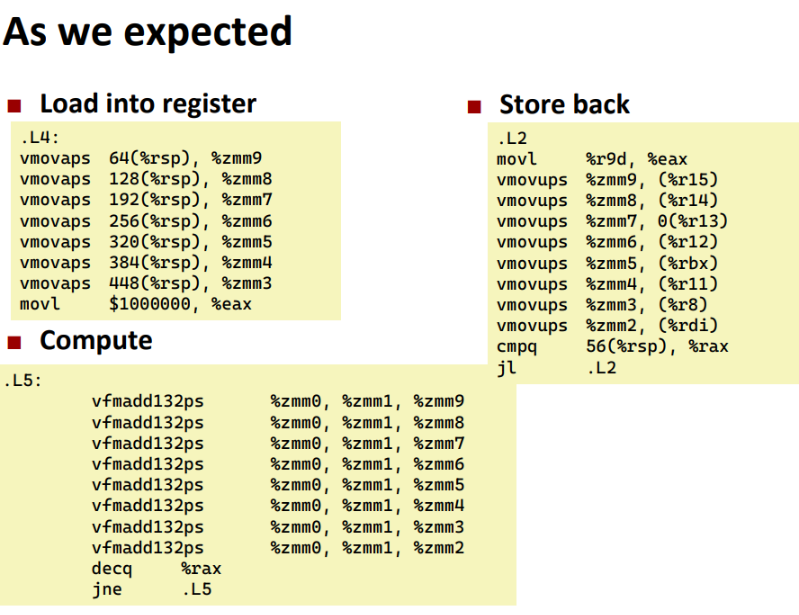 As we expected
Load into register
.L4:
vmovaps 64(%rsp), %zmm9
vmovaps 128(%rsp), %zmm8
vmovaps 192(%rsp), %zmm7
vmovaps 256(%rsp), %zmm6
vmovaps 320(%rsp), %zmm5
vmovaps 384(%rsp), %zmm4
vmovaps 448(%rsp), %zmm3
movl $1000000, %eax
Compute
.L5:
vfmadd132ps %zmm0, %zmm1, %zmm9
vfmadd132ps %zmm0, %zmm1, %zmm8
vfmadd132ps %zmm0, %zmm1, %zmm7
vfmadd132ps %zmm0, %zmm1, %zmm6
vfmadd132ps %zmm0, %zmm1, %zmm5
vfmadd132ps %zmm0, %zmm1, %zmm4
vfmadd132ps %zmm0, %zmm1, %zmm3
vfmadd132ps %zmm0, %zmm1, %zmm2
decq %rax
jne .L5
Store back
.L2
movl %r9d, %eax
vmovups %zmm9, (%r15)
vmovups %zmm8, (%r14)
vmovups %zmm7, 0(%r13)
vmovups %zmm6, (%r12)
vmovups %zmm5, (%rbx)
vmovups %zmm4, (%r11)
vmovups %zmm3, (%r8)
vmovups %zmm2, (%rdi)
cmpq 56(%rsp), %rax
jl .L2